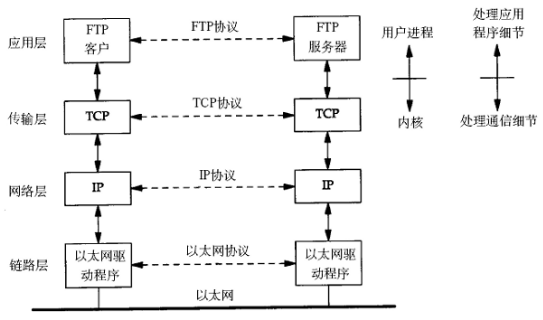 处理应用
程序细节
用户进程
内核
处理通信细节
应用层
FTP
客户
FTP协议
FTP
服务器
传输层
TCP
TCP协议
TCP
网络层
IP
IP协议
IP
链路层
以太网驱
动程序
以太网协议
以太网驱
动程序
以太网